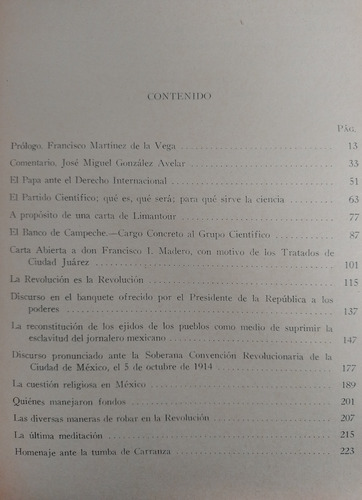 CONTENIDO
PÁG.
Prólogo. Francisco Martínez de la Vega 13
Comentario. José Miguel González Avelar 33
El Papa ante el Derecho Internacional 51
El Partido Científico; qué es, qué será; para qué sirve la ciencia 63
A propósito de una carta de Limantour 77
El Banco de Campeche.—Cargo Concreto al Grupo Científico 87
Carta Abierta a don Francisco I. Madero, con motivo de los Tratados de
Ciudad Juárez 101
La Revolución es la Revolución 115
Discurso en el banquete ofrecido por el Presidente de la República a los
poderes 137
La reconstitución de los ejidos de los pueblos como medio de suprimir la
esclavitud del jornalero mexicano 147
Discurso pronunciado ante la Soberana Convención Revolucionaria de la
Ciudad de México, el 5 de octubre de 1914 177
La cuestión religiosa en México 189
Quiénes manejaron fondos 201
Las diversas maneras de robar en la Revolución 207
La última meditación 215
Homenaje ante la tumba de Carranza 223